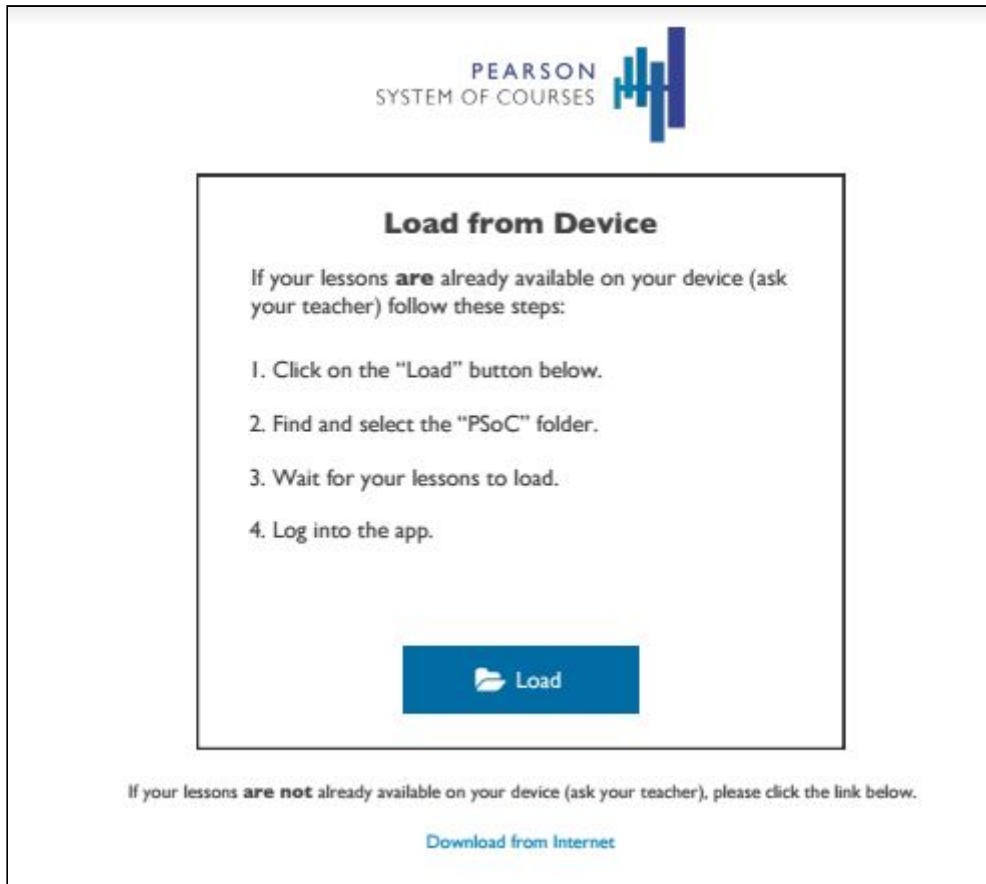 PEARSON
SYSTEM OF COURSES
Load from Device
If your lessons are already available on your device (ask
your teacher) follow these steps:
1. Click on the “Load” button below.
2. Find and select the “PSoC” folder.
3. Wait for your lessons to load.
4. Log into the app.
Load
If your lessons are not already available on your device (ask your teacher), please click the link below.
Download from Internet